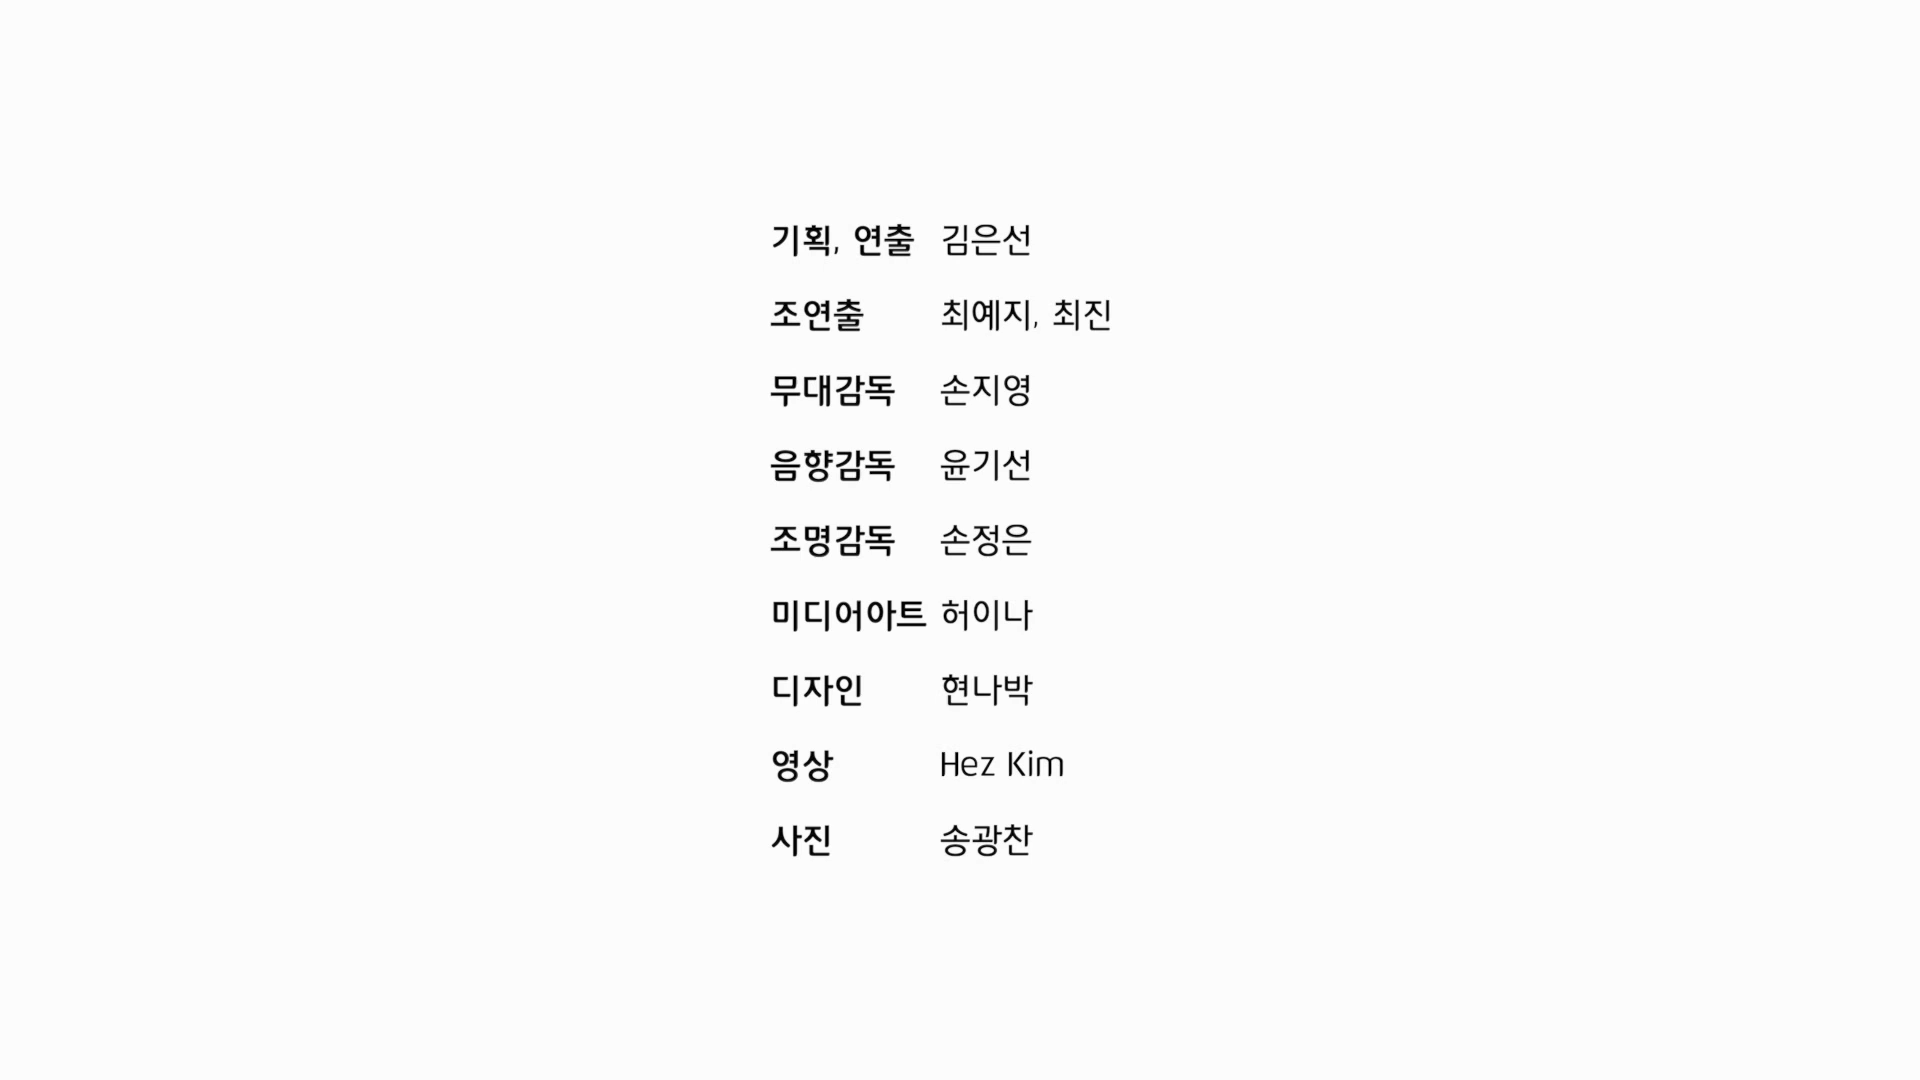 기획, 연출 김은선
조연출 최예지, 최진
무대감독 손지영
음향감독 윤기선
조명감독 손정은
미디어아트 허이나
디자인 현나박
영상 Hez Kim
사진 송광찬